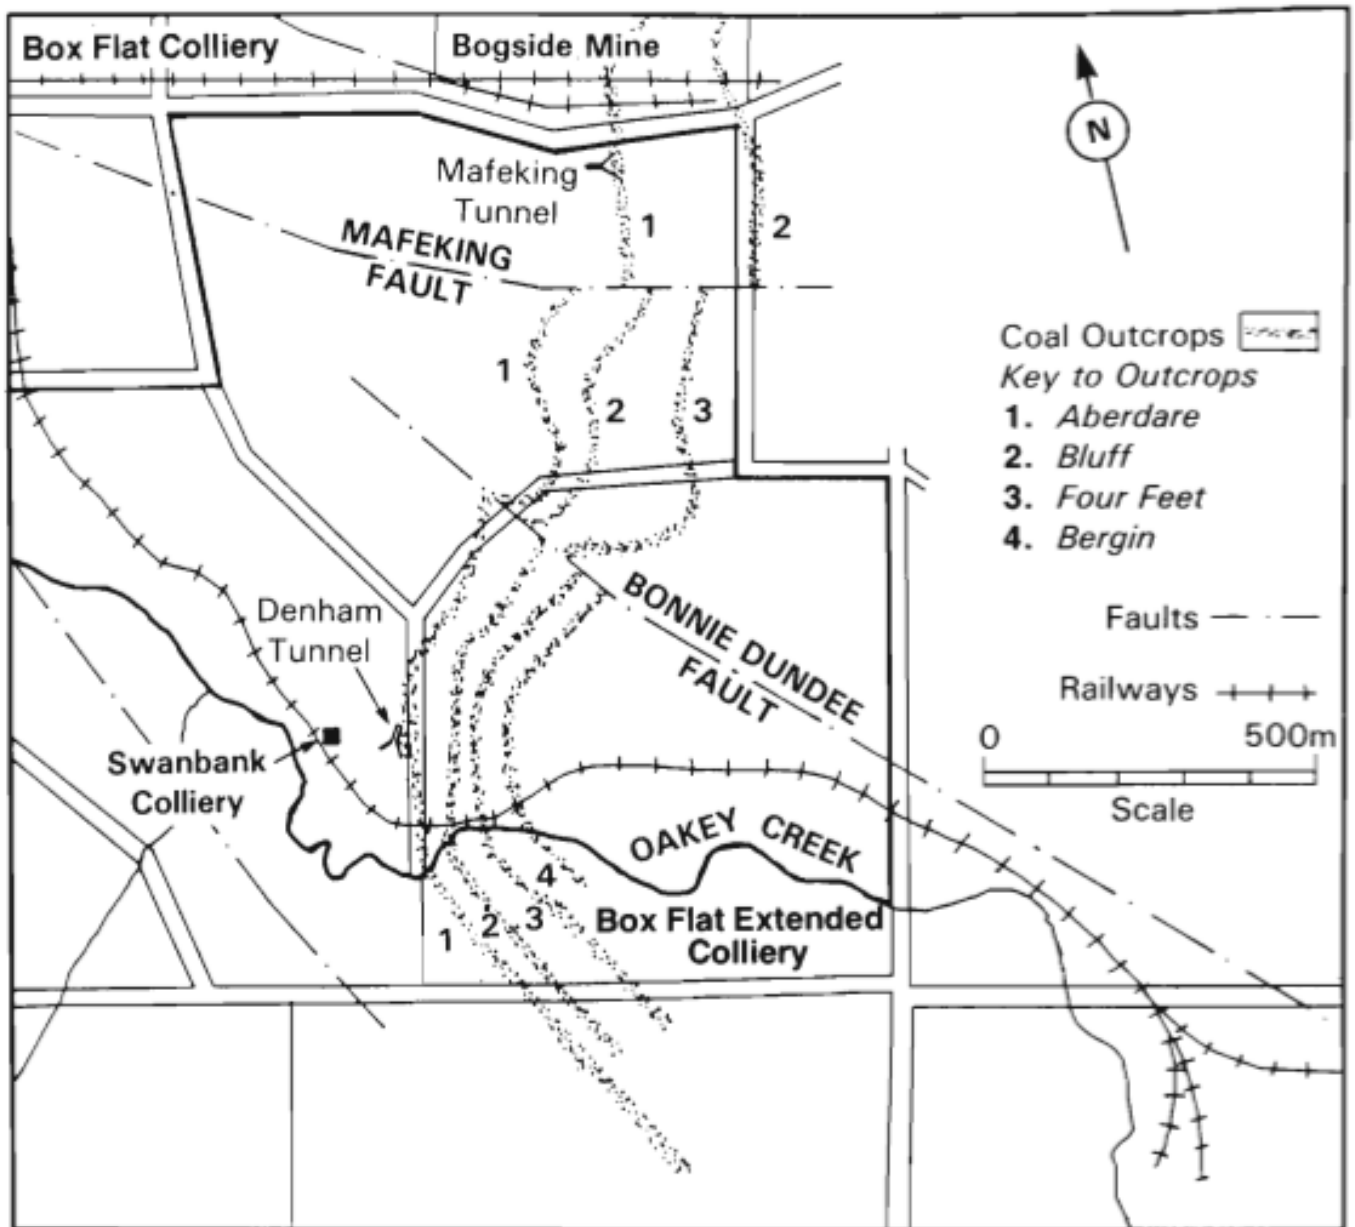 Box Flat Colliery
Bogside Mine
N
Mafeking
Tunnel
1
2
MAFEKING
FAULT
1
2
3
Coal Outcrops
Key to Outcrops
1. Aberdare
2. Bluff
3. Four Feet
4. Bergin
Faults
Railways
0 500m
Scale
Denham
Tunnel
BONNIE DUNDEE
FAULT
Swanbank
Colliery
OAKEY CREEK
4
3
2
1
Box Flat Extended
Colliery